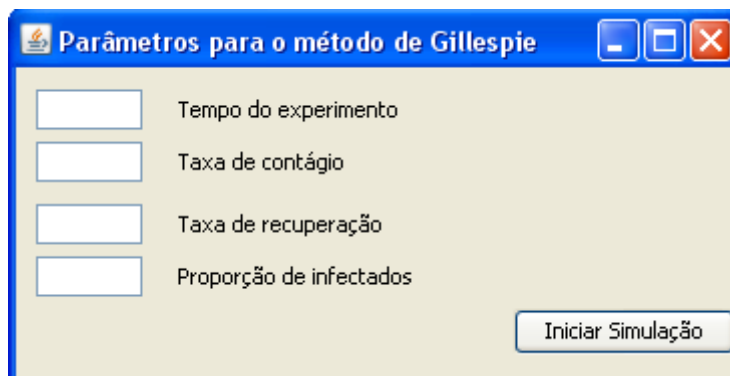 Parâmetros para o método de Gillespie
Tempo do experimento
Taxa de contágio
Taxa de recuperação
Proporção de infectados
Iniciar Simulação